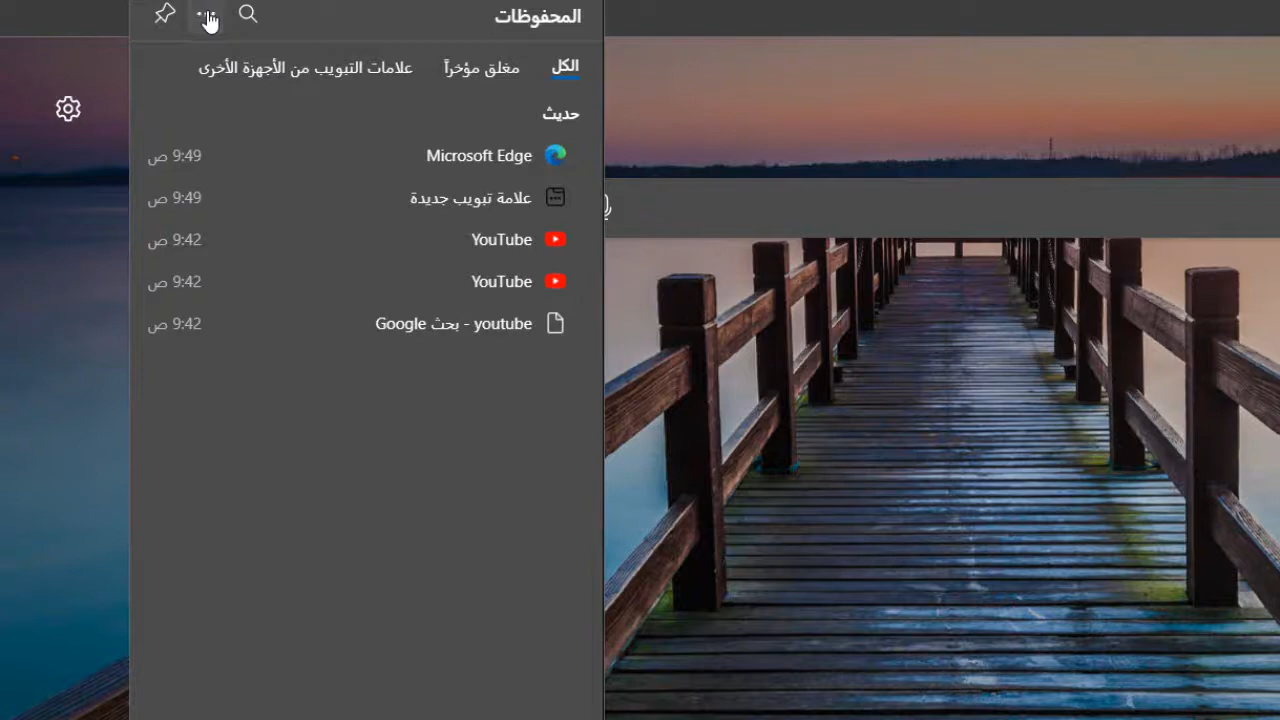 المحفوظات
الكل مغلق مؤخراً علامات التبويب من الأجهزة الأخرى
حديث
Microsoft Edge 9:49 ص
علامة تبويب جديدة 9:49 ص
YouTube 9:42 ص
YouTube 9:42 ص
youtube - بحث Google 9:42 ص